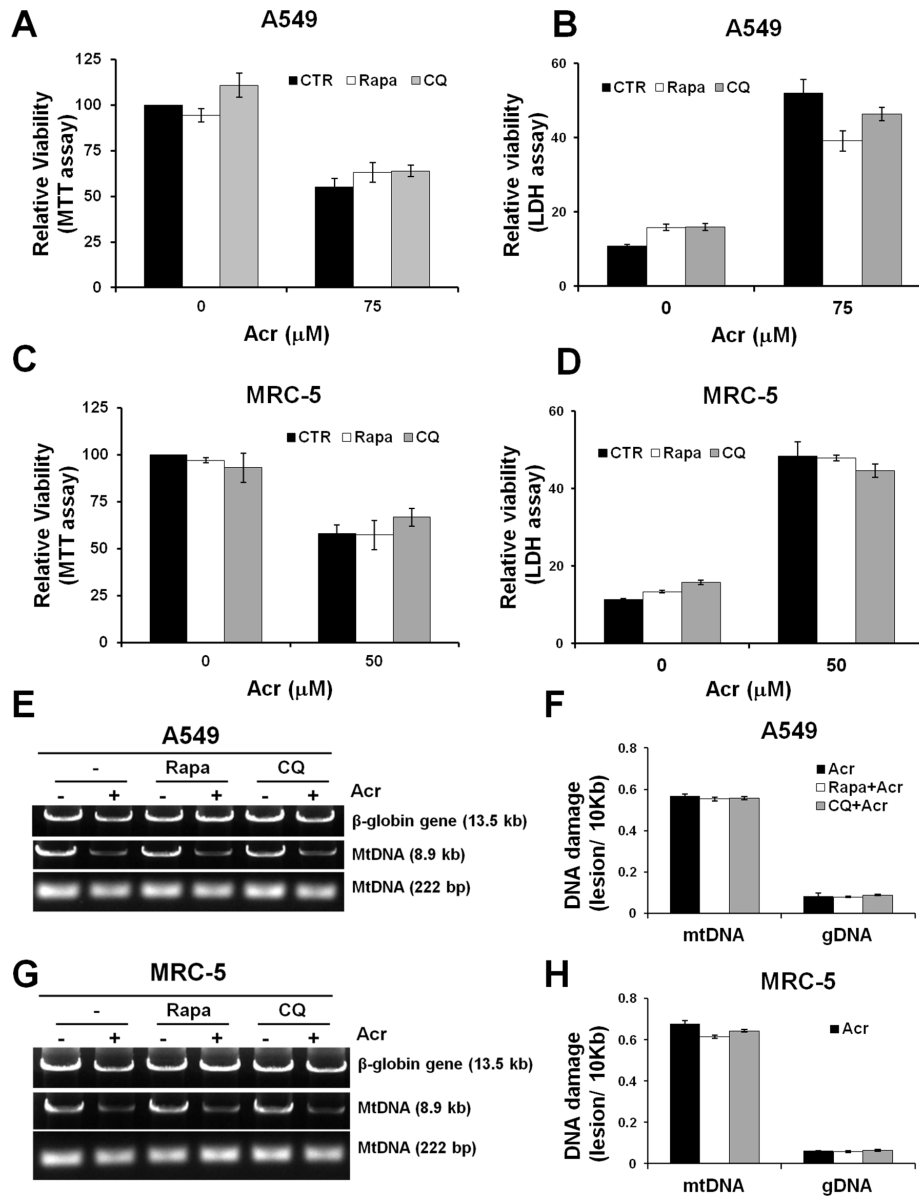 A
A549
Relative Viability
(MTT assay)
125
100
75
50
25
0
CTR Rapa CQ
0 75
Acr (μM)
B
A549
Relative viability
(LDH assay)
60
40
20
0
CTR Rapa CQ
0 75
Acr (μM)
C
MRC-5
Relative Viability
(MTT assay)
125
100
75
50
25
0
CTR Rapa CQ
0 50
Acr (μM)
D
MRC-5
Relative viability
(LDH assay)
60
40
20
0
CTR Rapa CQ
0 50
Acr (μM)
E
A549
- Rapa CQ
- + - + - + Acr
β-globin gene (13.5 kb)
MtDNA (8.9 kb)
MtDNA (222 bp)
F
A549
DNA damage
(lesion/ 10Kb)
0.8
0.6
0.4
0.2
0
Acr
Rapa+Acr
CQ+Acr
mtDNA gDNA
G
MRC-5
- Rapa CQ
- + - + - + Acr
β-globin gene (13.5 kb)
MtDNA (8.9 kb)
MtDNA (222 bp)
H
MRC-5
DNA damage
(lesion/ 10Kb)
0.8
0.6
0.4
0.2
0
Acr
mtDNA gDNA